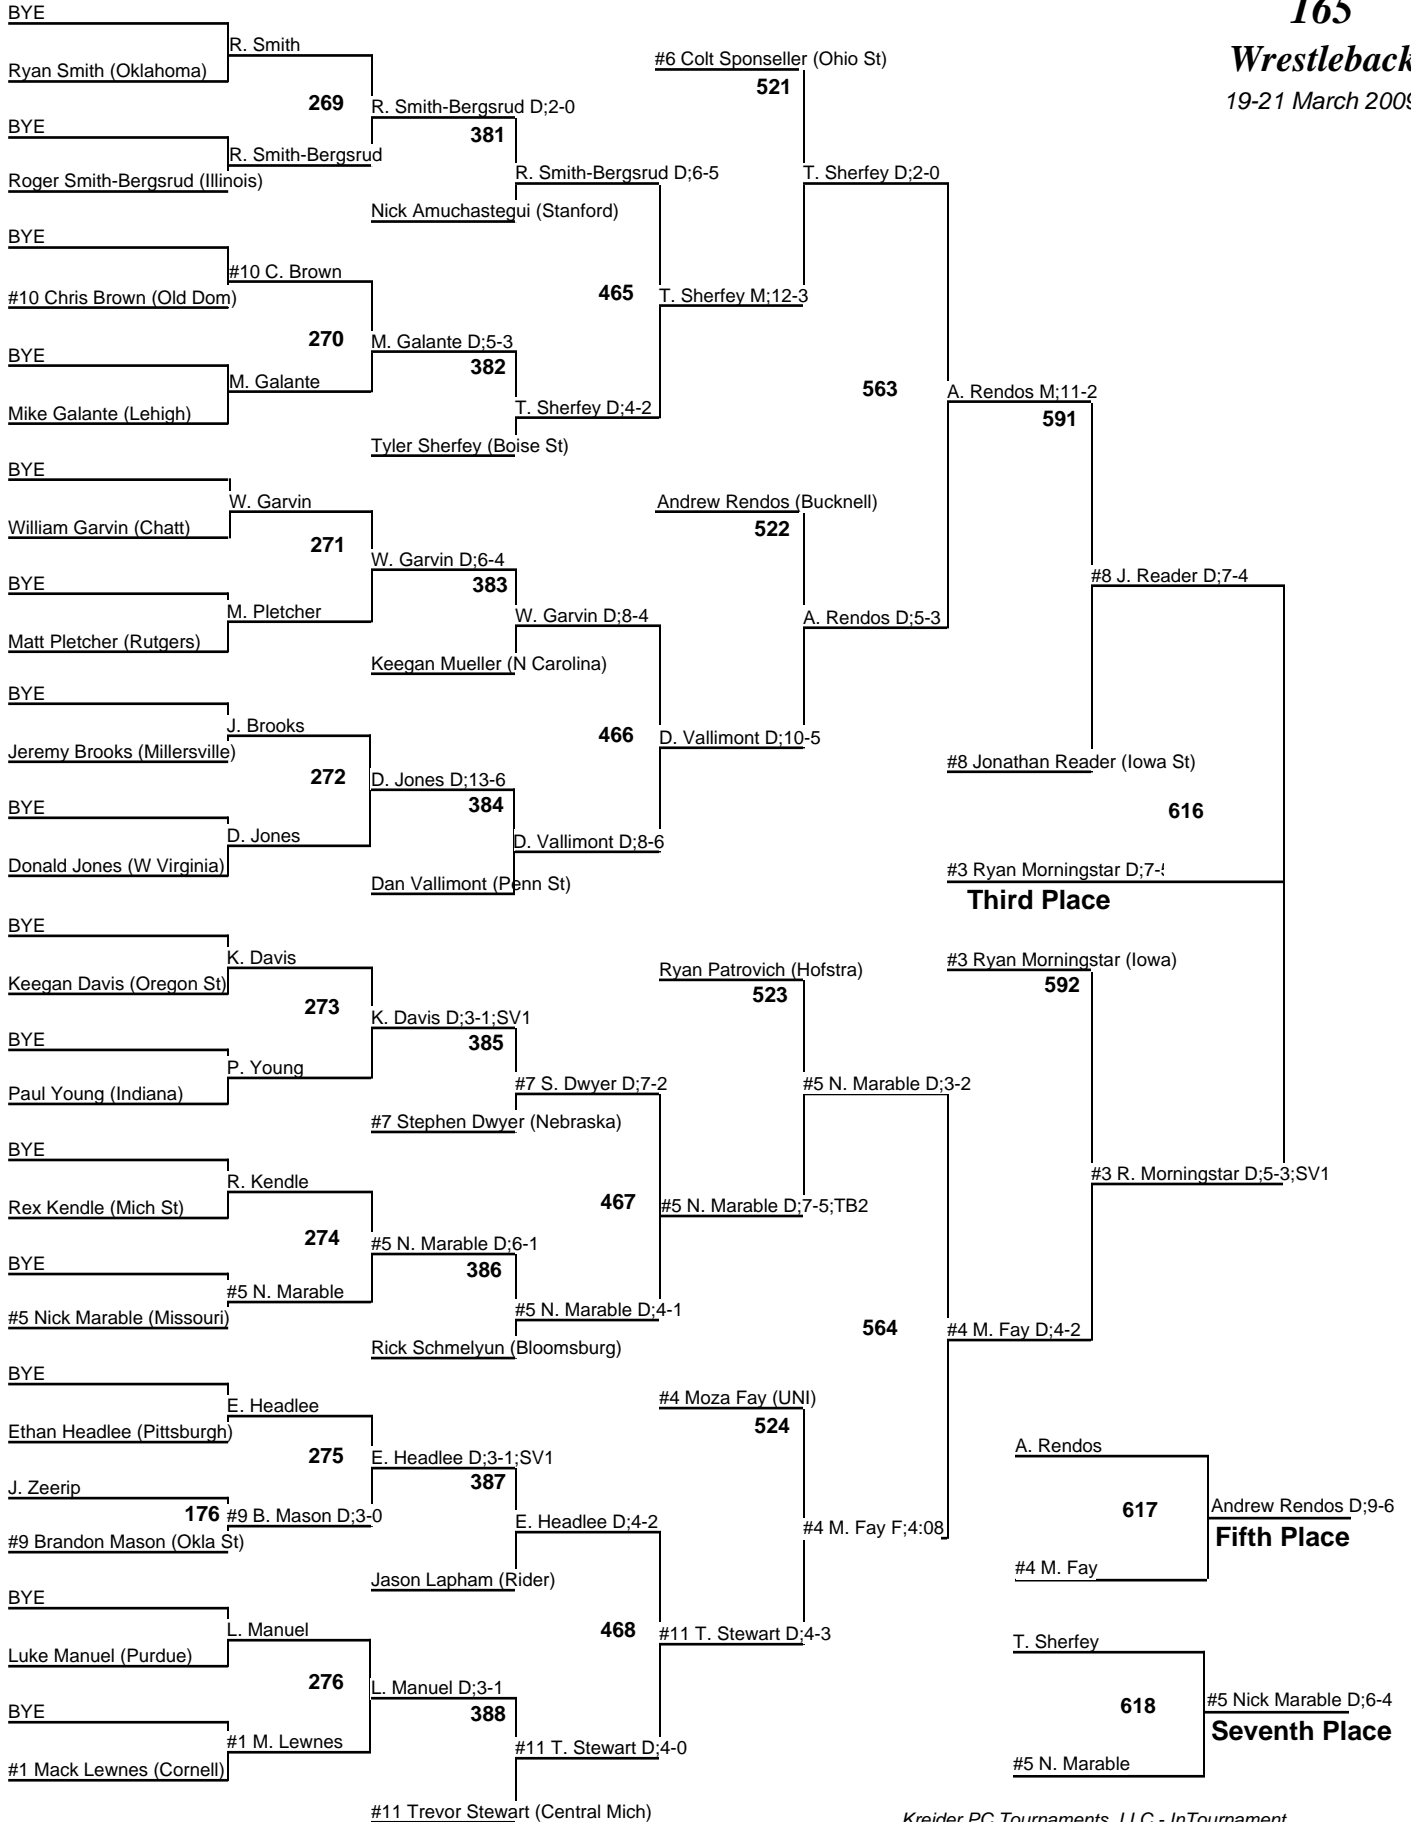 165
Wrestleback
19-21 March 2009
BYE
R. Smith
Ryan Smith (Oklahoma)
269
R. Smith-Bergsrud D;2-0
BYE
381
R. Smith-Bergsrud
Roger Smith-Bergsrud (Illinois)
R. Smith-Bergsrud D;6-5
Nick Amuchastegui (Stanford)
BYE
#10 C. Brown
#10 Chris Brown (Old Dom)
270
M. Galante D;5-3
BYE
382
M. Galante
Mike Galante (Lehigh)
T. Sherfey D;4-2
Tyler Sherfey (Boise St)
465
T. Sherfey M;12-3
#6 Colt Sponseller (Ohio St)
521
T. Sherfey D;2-0
BYE
W. Garvin
William Garvin (Chatt)
271
W. Garvin D;6-4
BYE
383
M. Pletcher
Matt Pletcher (Rutgers)
W. Garvin D;8-4
Keegan Mueller (N Carolina)
BYE
J. Brooks
Jeremy Brooks (Millersville)
272
D. Jones D;13-6
BYE
384
D. Jones
Donald Jones (W Virginia)
D. Vallimont D;8-6
Dan Vallimont (Penn St)
466
D. Vallimont D;10-5
Andrew Rendos (Bucknell)
522
A. Rendos D;5-3
563
A. Rendos M;11-2
591
#8 J. Reader D;7-4
#8 Jonathan Reader (Iowa St)
616
#3 Ryan Morningstar D;7-
Third Place
BYE
K. Davis
Keegan Davis (Oregon St)
273
K. Davis D;3-1;SV1
BYE
385
P. Young
Paul Young (Indiana)
#7 S. Dwyer D;7-2
#7 Stephen Dwyer (Nebraska)
BYE
R. Kendle
Rex Kendle (Mich St)
274
#5 N. Marable D;6-1
BYE
386
#5 N. Marable
#5 Nick Marable (Missouri)
#5 N. Marable D;4-1
Rick Schmelyun (Bloomsburg)
467
#5 N. Marable D;7-5;TB2
Ryan Patrovich (Hofstra)
523
#5 N. Marable D;3-2
BYE
E. Headlee
Ethan Headlee (Pittsburgh)
275
E. Headlee D;3-1;SV1
J. Zeerip
387
176
#9 B. Mason D;3-0
#9 Brandon Mason (Okla St)
E. Headlee D;4-2
Jason Lapham (Rider)
BYE
L. Manuel
Luke Manuel (Purdue)
276
L. Manuel D;3-1
BYE
388
#1 M. Lewnes
#1 Mack Lewnes (Cornell)
#11 T. Stewart D;4-0
#11 Trevor Stewart (Central Mich)
468
#11 T. Stewart D;4-3
#4 Moza Fay (UNI)
524
#4 M. Fay F;4:08
564
#4 M. Fay D;4-2
#3 Ryan Morningstar (Iowa)
592
#3 R. Morningstar D;5-3;SV1
A. Rendos
617
Andrew Rendos D;9-6
Fifth Place
#4 M. Fay
T. Sherfey
618
#5 Nick Marable D;6-4
Seventh Place
#5 N. Marable
Kreider PC Tournaments, LLC - InTournament